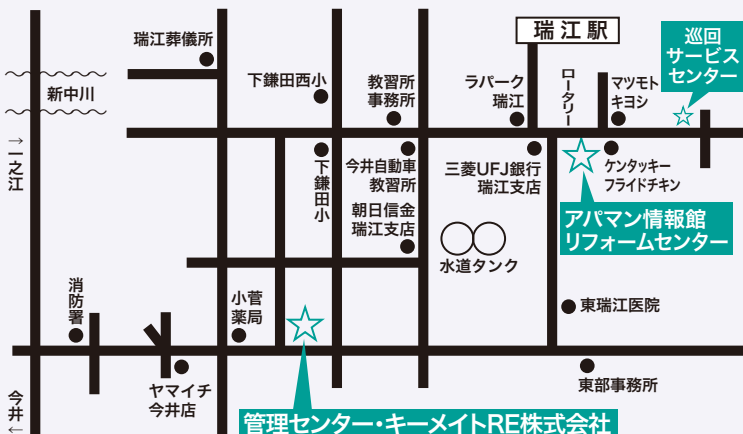 瑞江駅
巡回
サービス
センター
瑞江葬儀所
下鎌田西小
教習所
事務所
ラパーク
瑞江
ロータリー
マツモト
キヨシ
新中川
→一之江
下鎌田小
今井自動車
教習所
三菱UFJ銀行
瑞江支店
ケンタッキー
フライドチキン
朝日信金
瑞江支店
アパマン情報館
リフォームセンター
水道タンク
消防署
小菅
薬局
東瑞江医院
ヤマイチ
今井店
東部事務所
今井←
管理センター・キーメイトRE株式会社